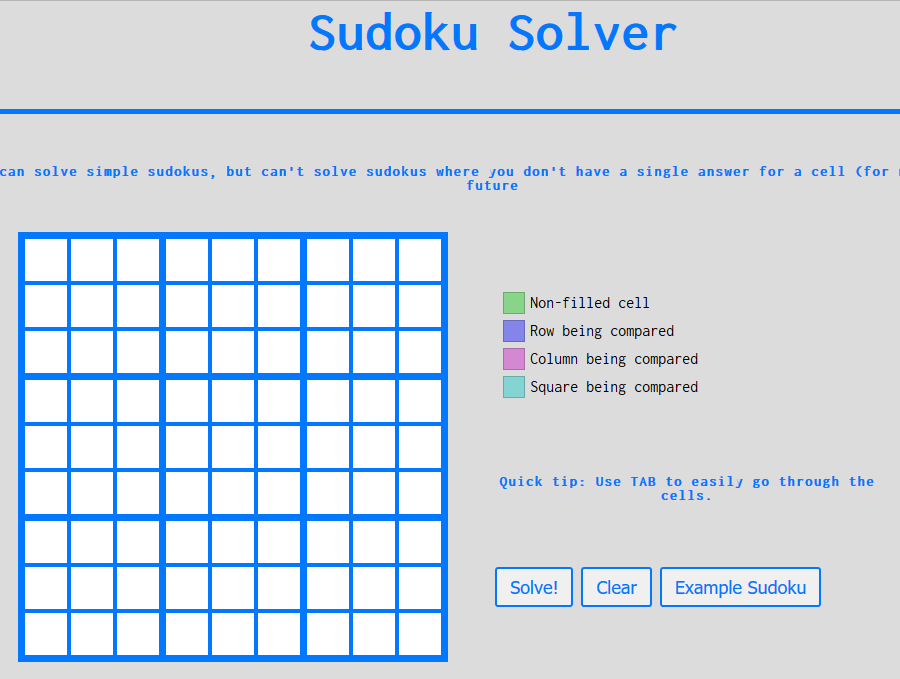 Sudoku Solver
can solve simple sudokus, but can't solve sudokus where you don't have a single answer for a cell (for
future
Non-filled cell
Row being compared
Column being compared
Square being compared
Quick tip: Use TAB to easily go through the
cells.
Solve!
Clear
Example Sudoku